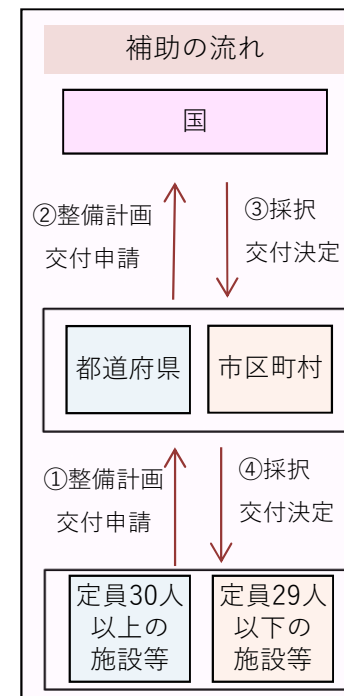 補助の流れ
国
②整備計画
交付申請
③採択
交付決定
都道府県
市区町村
①整備計画
交付申請
④採択
交付決定
定員30人
以上の
施設等
定員29人
以下の
施設等